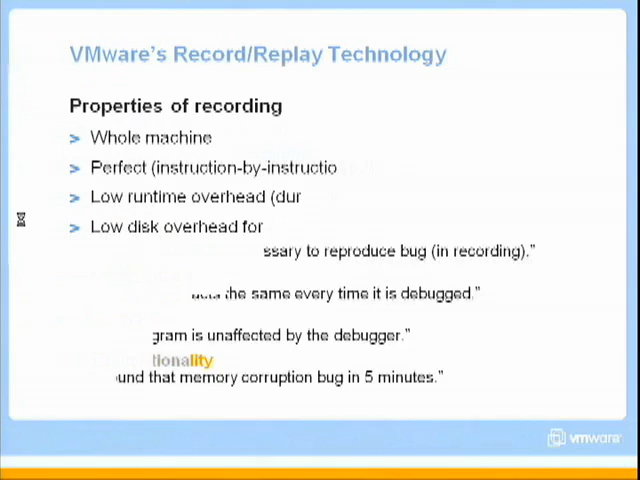 VMware's Record/Replay Technology
Properties of recording
> Whole machine
> Perfect (instruction-by-instructio
> Low runtime overhead (dur
> Low disk overhead for
ssary to reproduce bug (in recording)."
the same every time it is debugged."
gram is unaffected by the debugger."
tionality
und that memory corruption bug in 5 minutes."
vmware